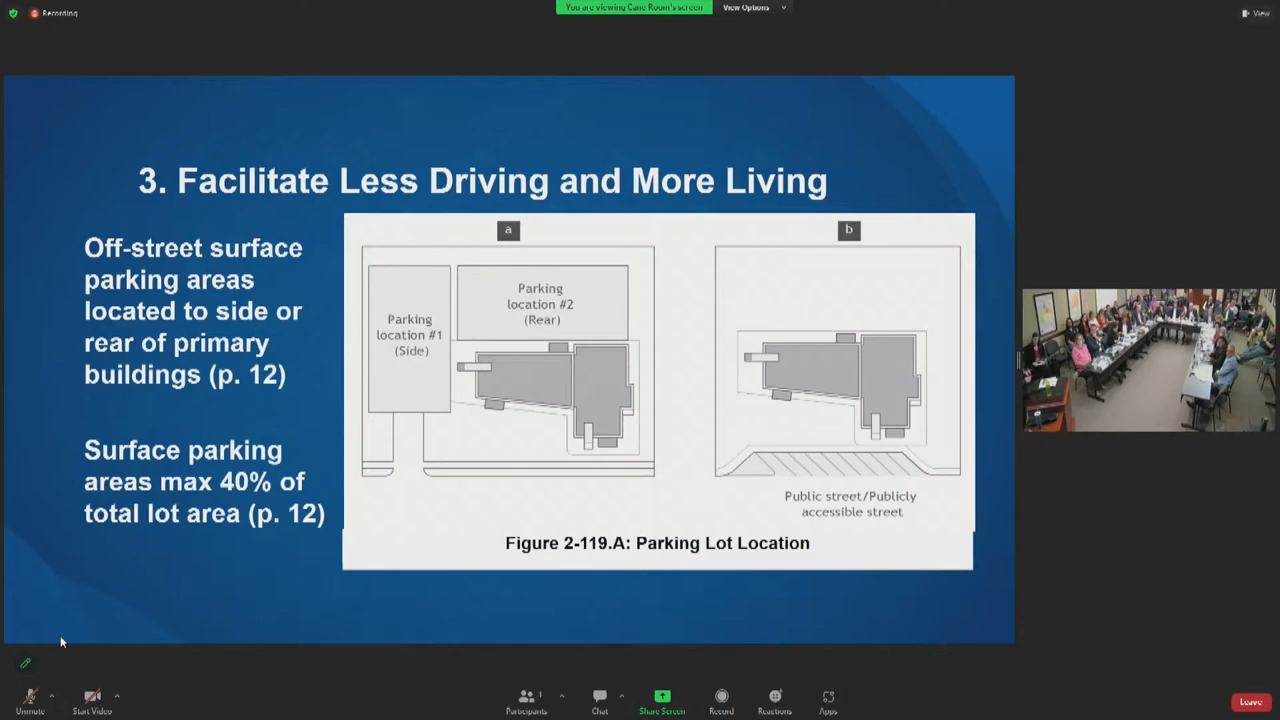 Recording
You are viewing Cane Room's screen
View Options
View
3. Facilitate Less Driving and More Living
Off-street surface
parking areas
located to side or
rear of primary
buildings (p. 12)
Surface parking
areas max 40% of
total lot area (p. 12)
a
b
Parking
location #1
(Side)
Parking
location #2
(Rear)
Public street/Publicly
accessible street
Figure 2-119.A: Parking Lot Location
Unmute
Start Video
Participants
1
Chat
Share Screen
Record
Reactions
Apps
Leave